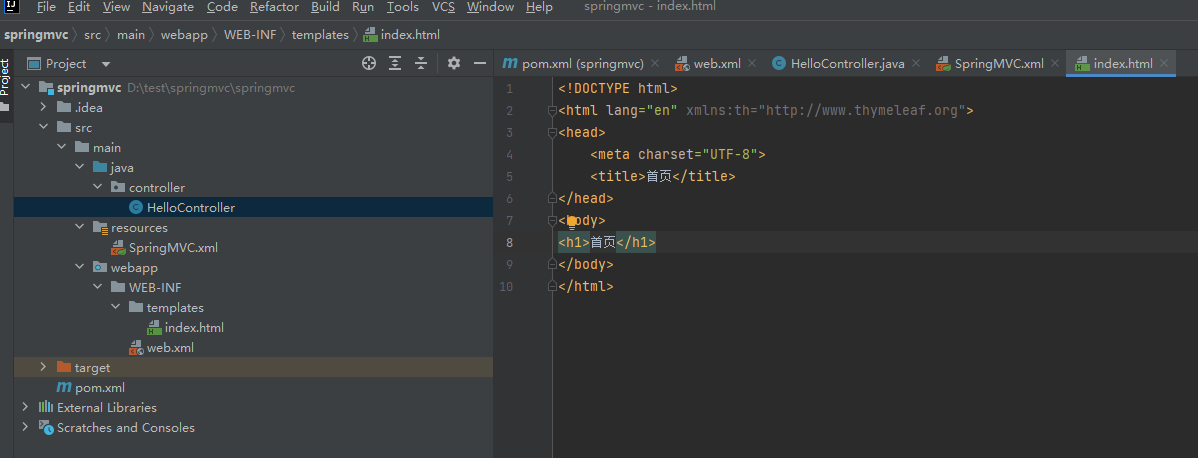 IJ File Edit View Navigate Code Refactor Build Run Tools VCS Window Help springmvc - index.html
springmvc src main webapp WEB-INF templates index.html
Project
Project
springmvc D:\test\springmvc\springmvc
.idea
src
main
java
controller
HelloController
resources
SpringMVC.xml
webapp
WEB-INF
templates
index.html
web.xml
target
pom.xml
External Libraries
Scratches and Consoles
pom.xml (springmvc) web.xml HelloController.java SpringMVC.xml index.html
1 <!DOCTYPE html>
2 <html lang="en" xmlns:th="http://www.thymeleaf.org">
3 <head>
4 <meta charset="UTF-8">
5 <title>首页</title>
6 </head>
7 <body>
8 <h1>首页</h1>
9 </body>
10 </html>